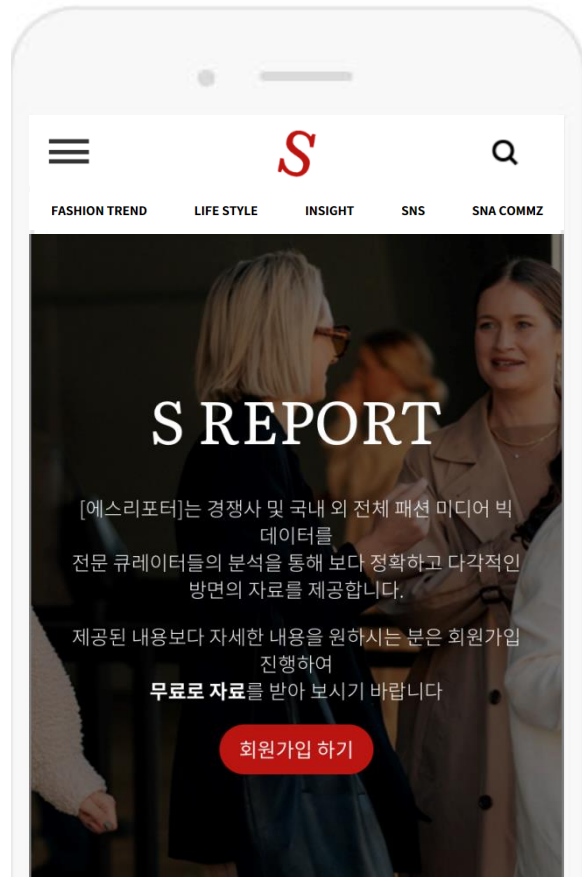 S
FASHION TREND LIFE STYLE INSIGHT SNS SNA COMMZ
S REPORT
[에스리포터]는 경쟁사 및 국내 외 전체 패션 미디어 빅
데이터를
전문 큐레이터들의 분석을 통해 보다 정확하고 다각적인
방면의 자료를 제공합니다.
제공된 내용보다 자세한 내용을 원하시는 분은 회원가입
진행하여
무료로 자료를 받아 보시기 바랍니다
회원가입 하기